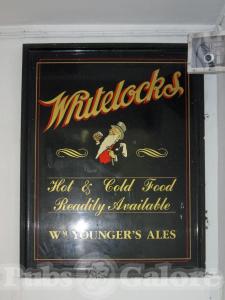 Whitelocks
Hot & Cold Food
Readily Available
Wm YOUNGER'S ALES
Pubs Galore